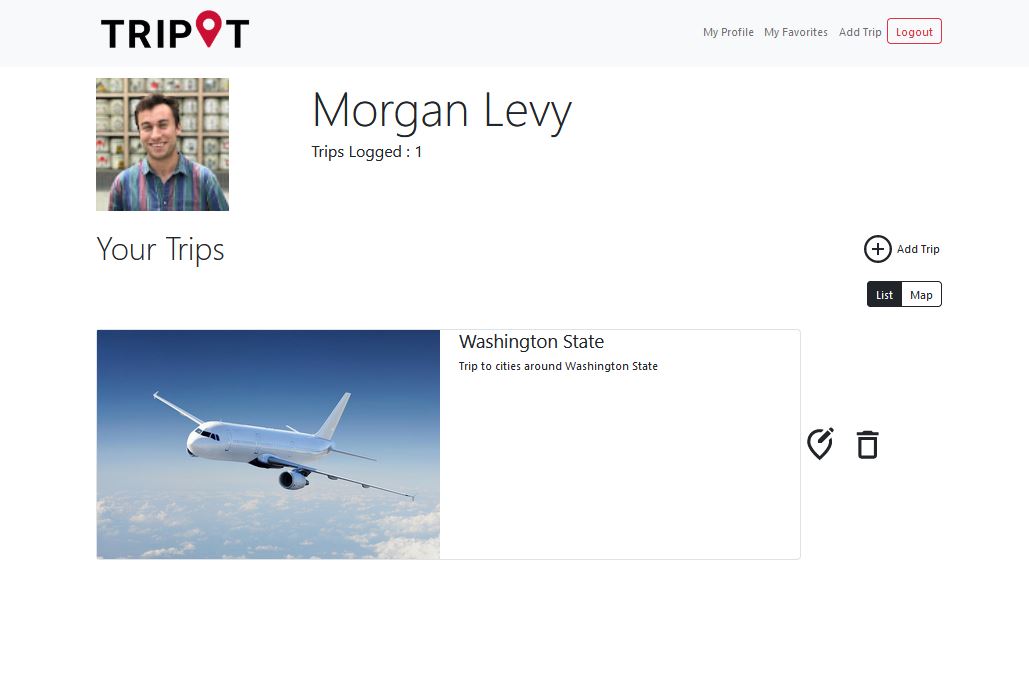 TRIPOT
My Profile My Favorites Add Trip Logout
Morgan Levy
Trips Logged : 1
Your Trips
Add Trip
List Map
Washington State
Trip to cities around Washington State